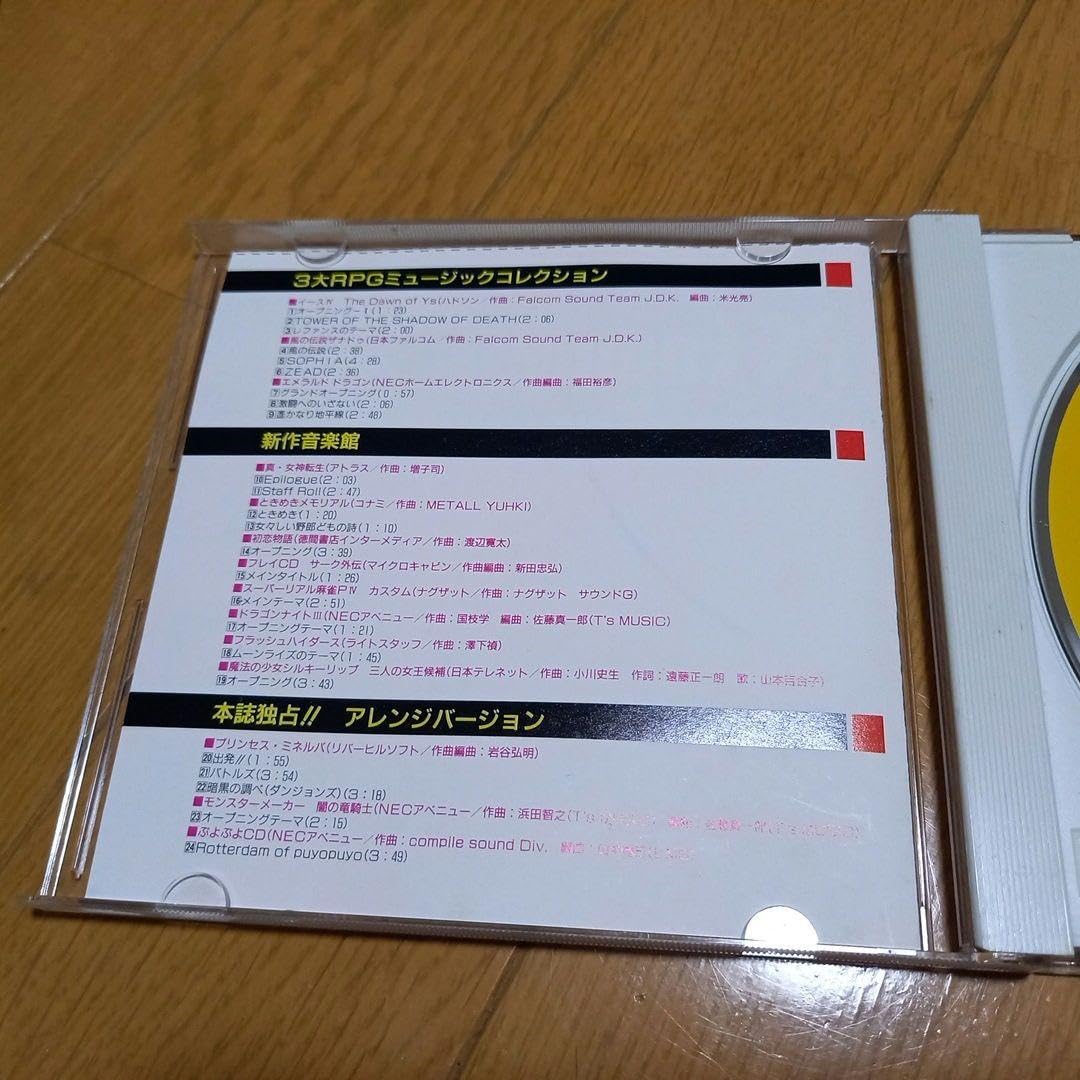 3大RPGミュージックコレクション
■イースⅣ The Dawn of Ys(ハドソン/作曲:Falcom Sound Team J.D.K. 編曲:米光亮)
1オープニングーⅡ(1:23)
2TOWER OF THE SHADOW OF DEATH(2:06)
3レファンスのテーマ(2:00)
■風の伝説ザナドゥ(日本ファルコム/作曲:Falcom Sound Team J.D.K.)
4風の伝説(2:38)
5SOPHIA(4:28)
6ZEAD(2:36)
■エメラルド ドラゴン(NECホームエレクトロニクス/作曲編曲:福田裕彦)
7グランドオープニング(0:57)
8激闘へのいざない(2:06)
9遥かなり地平線(2:48)
新作音楽館
■真・女神転生(アトラス/作曲:増子司)
10Epilogue(2:03)
11Staff Roll(2:47)
■ときめきメモリアル(コナミ/作曲:METALL YUHKI)
12ときめき(1:20)
13女々しい野郎どもの詩(1:10)
■初恋物語(徳間書店インターメディア/作曲:渡辺寛太)
14オープニング(3:39)
■プレイCD サーク外伝(マイクロキャビン/作曲編曲:新田忠弘)
15メインタイトル(1:26)
■スーパーリアル麻雀PⅣ カスタム(ナグザット/作曲:ナグザット サウンドG)
16メインテーマ(2:51)
■ドラゴンナイトⅢ(NECアベニュー/作曲:国枝学 編曲:佐藤真一郎(T's MUSIC)
17オープニングテーマ(1:21)
■フラッシュハイダース(ライトスタッフ/作曲:澤下禎)
18ムーンライズのテーマ(1:45)
■魔法の少女シルキーリップ 三人の女王候補(日本テレネット/作曲:小川史生 作詞:遠藤正一朗 歌:山本百合子)
19オープニング(3:43)
本誌独占!! アレンジバージョン
■プリンセス・ミネルバ(リバーヒルソフト/作曲編曲:岩谷弘明)
20出発!!(1:55)
21バトルズ(3:54)
22暗黒の調べ(ダンジョンズ)(3:18)
■モンスターメーカー 闇の竜騎士(NECアベニュー/作曲:浜田智之(T's
23オープニングテーマ(2:15)
■ぷよぷよCD(NECアベニュー/作曲:compile sound Div.
24Rotterdam of puyopuyo(3:49)